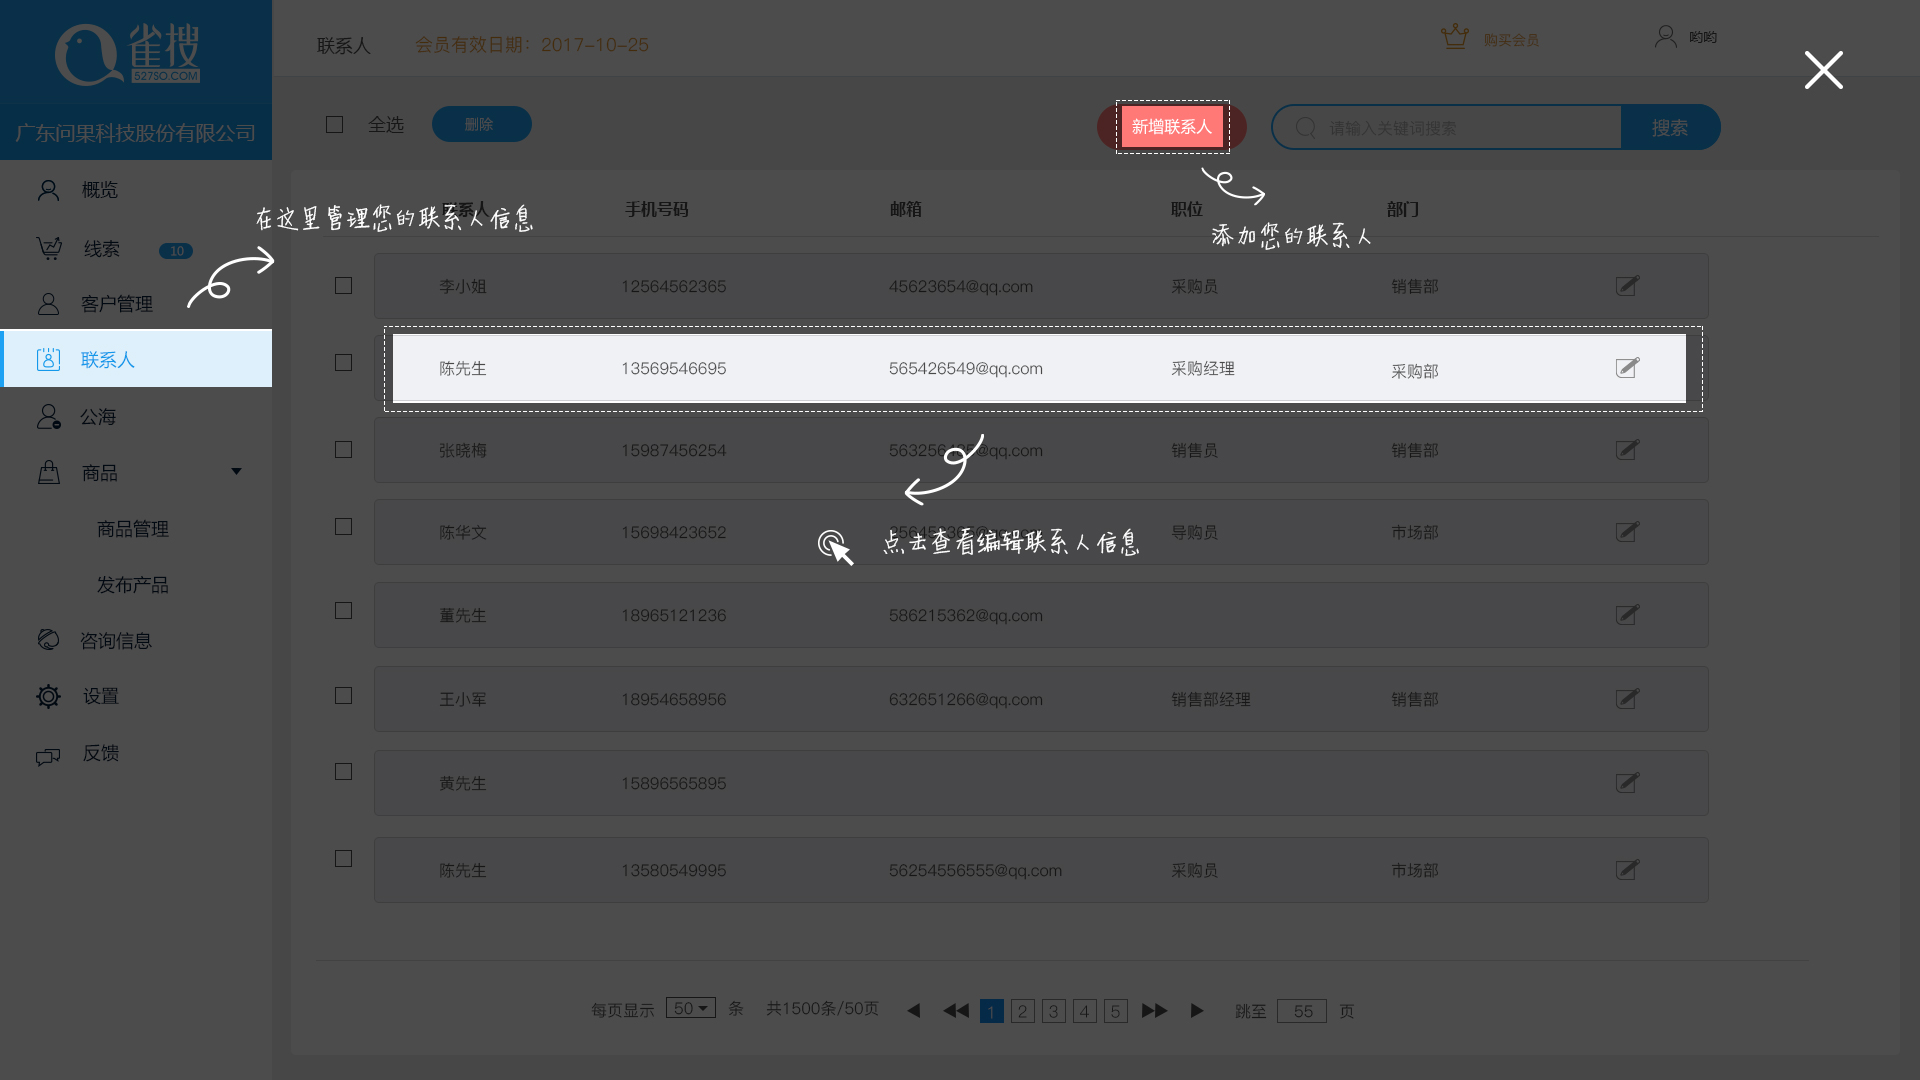 雀搜
527SO.COM
广东问果科技股份有限公司
概览
线索 10
客户管理
联系人
公海
商品
商品管理
发布产品
咨询信息
设置
反馈
联系人 会员有效日期：2017-10-25 购买会员 哟哟
全选 删除 新增联系人 请输入关键词搜索 搜索
在这里管理您的联系人信息
添加您的联系人
联系人 手机号码 邮箱 职位 部门
李小姐 12564562365 45623654@qq.com 采购员 销售部
陈先生 13569546695 565426549@qq.com 采购经理 采购部
张晓梅 15987456254 销售员 销售部
陈华文 15698423652 导购员 市场部
点击查看编辑联系人信息
董先生 18965121236 586215362@qq.com
王小军 18954658956 632651266@qq.com 销售部经理 销售部
黄先生 15896565895
陈先生 13580549995 56254556555@qq.com 采购员 市场部
每页显示 50 条 共1500条/50页 1 2 3 4 5 跳至 55 页